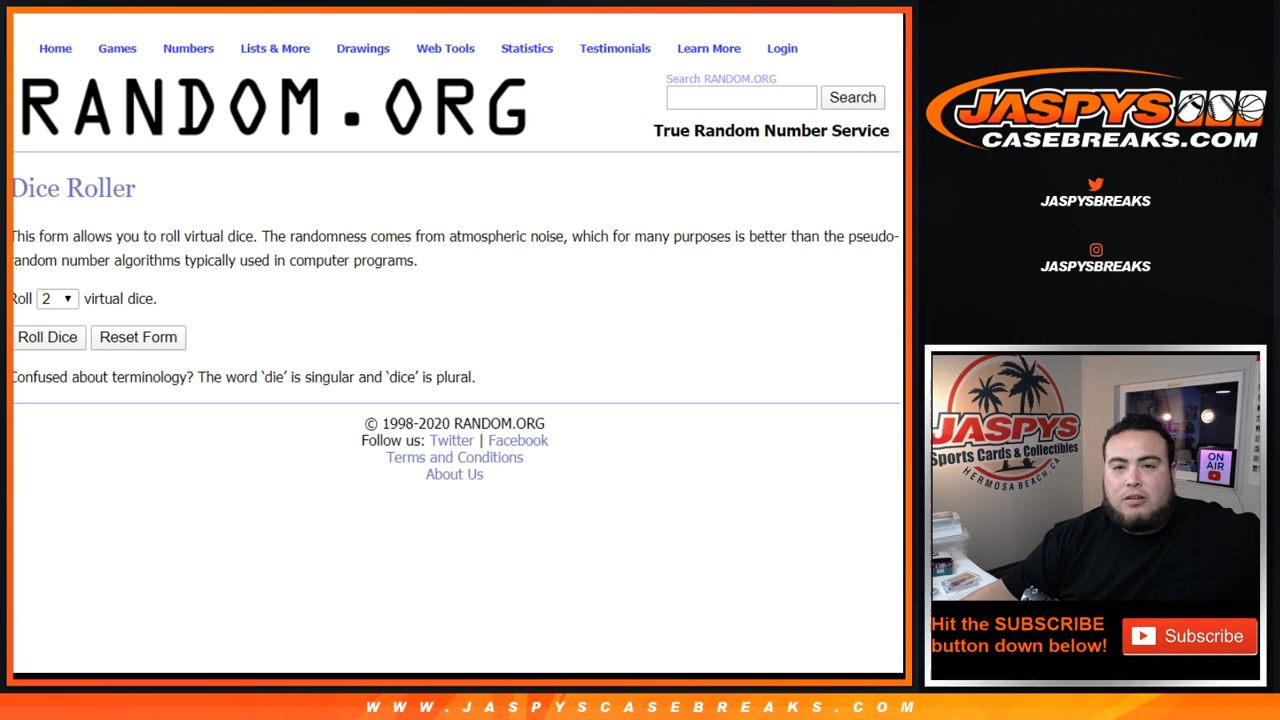 Home Games Numbers Lists & More Drawings Web Tools Statistics Testimonials Learn More Login
RANDOM.ORG
Search RANDOM.ORG
Search
True Random Number Service
Dice Roller
This form allows you to roll virtual dice. The randomness comes from atmospheric noise, which for many purposes is better than the pseudo-
random number algorithms typically used in computer programs.
Roll 2 virtual dice.
Roll Dice Reset Form
Confused about terminology? The word ‘die’ is singular and ‘dice’ is plural.
© 1998-2020 RANDOM.ORG
Follow us: Twitter | Facebook
Terms and Conditions
About Us
JASPYS
CASEBREAKS.COM
JASPYSBREAKS
JASPYSBREAKS
JASPYS
Sports Cards & Collectibles
HERMOSA BEACH, CA
ON
AIR
Hit the SUBSCRIBE
button down below!
Subscribe
WWW.JASPYSCASEBREAKS.COM